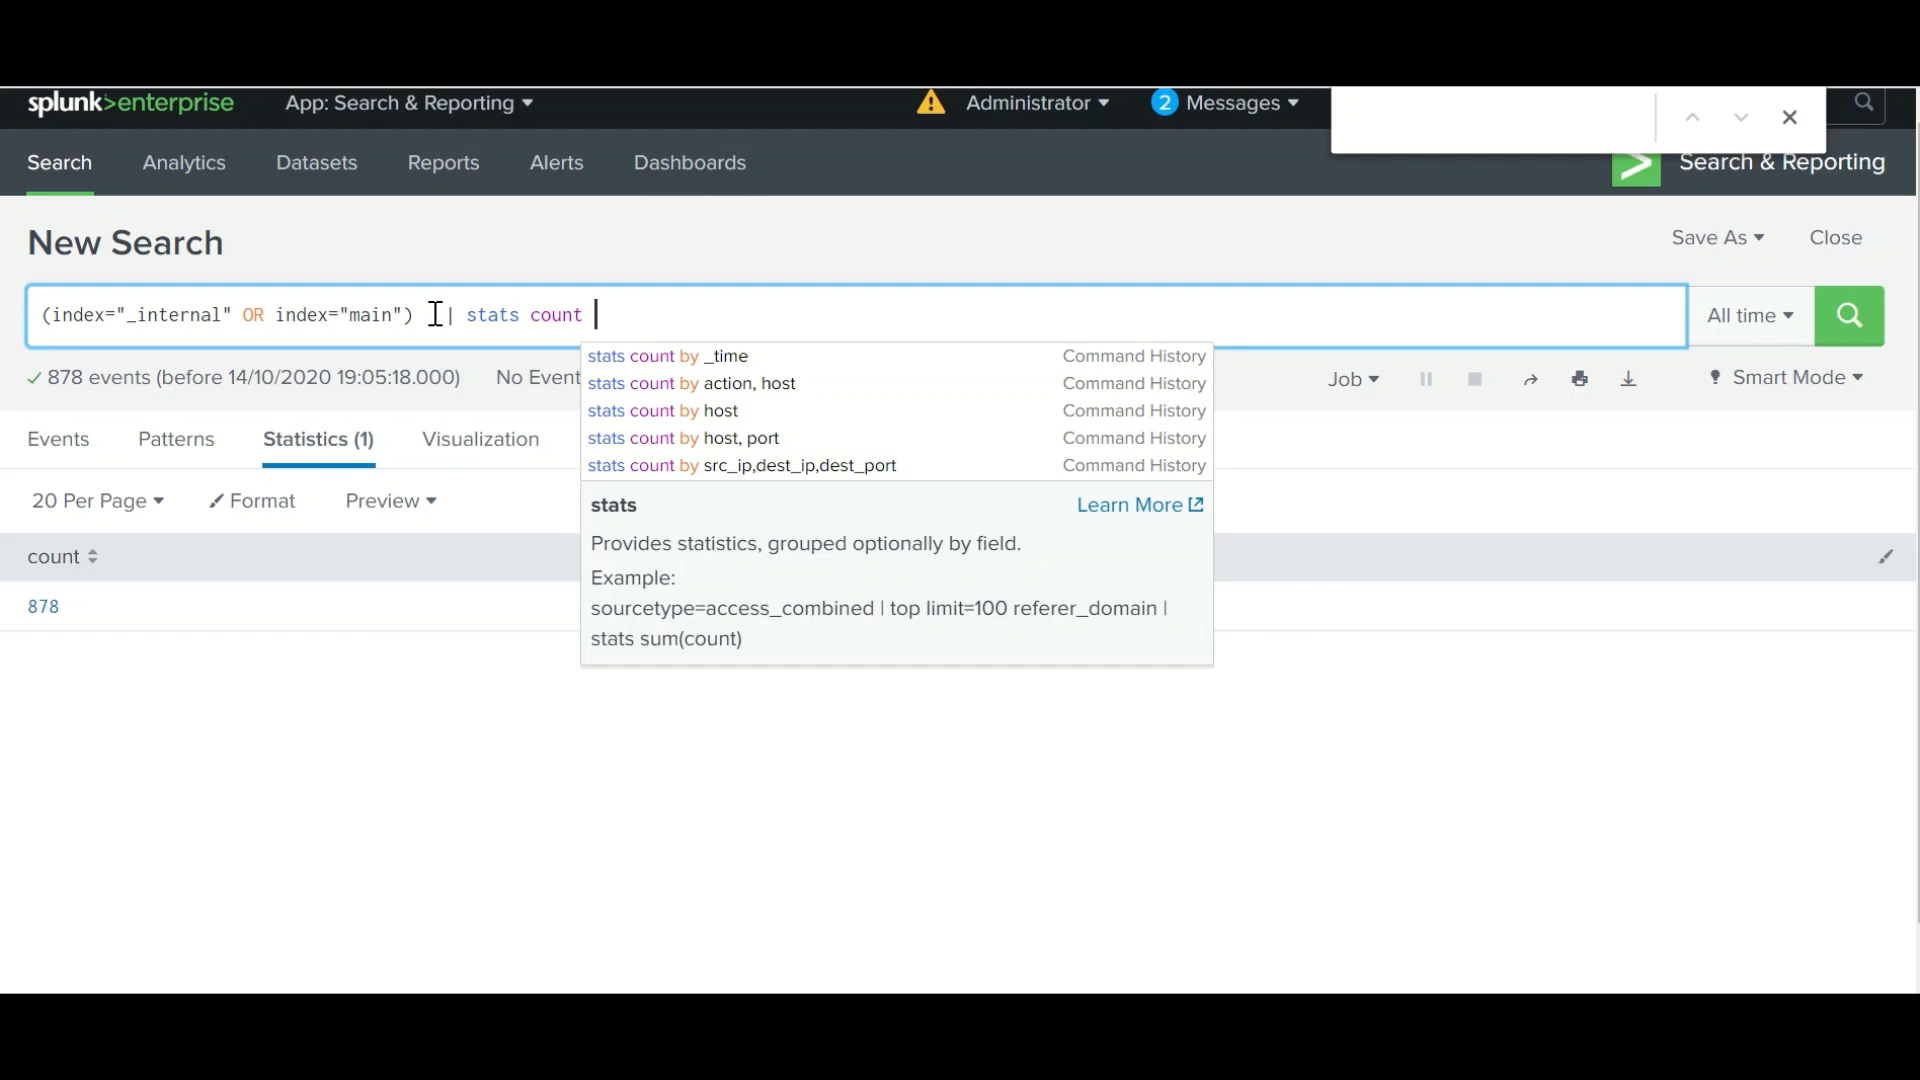 splunk>enterprise App: Search & Reporting Administrator 2 Messages
Search Analytics Datasets Reports Alerts Dashboards Search & Reporting
New Search Save As Close
(index="_internal" OR index="main") | stats count All time
878 events (before 14/10/2020 19:05:18.000) No Event Job Smart Mode
stats count by _time Command History
stats count by action, host Command History
stats count by host Command History
stats count by host, port Command History
stats count by src_ip,dest_ip,dest_port Command History
Events Patterns Statistics (1) Visualization
20 Per Page Format Preview
stats Learn More
Provides statistics, grouped optionally by field.
Example:
sourcetype=access_combined | top limit=100 referer_domain |
stats sum(count)
count
878